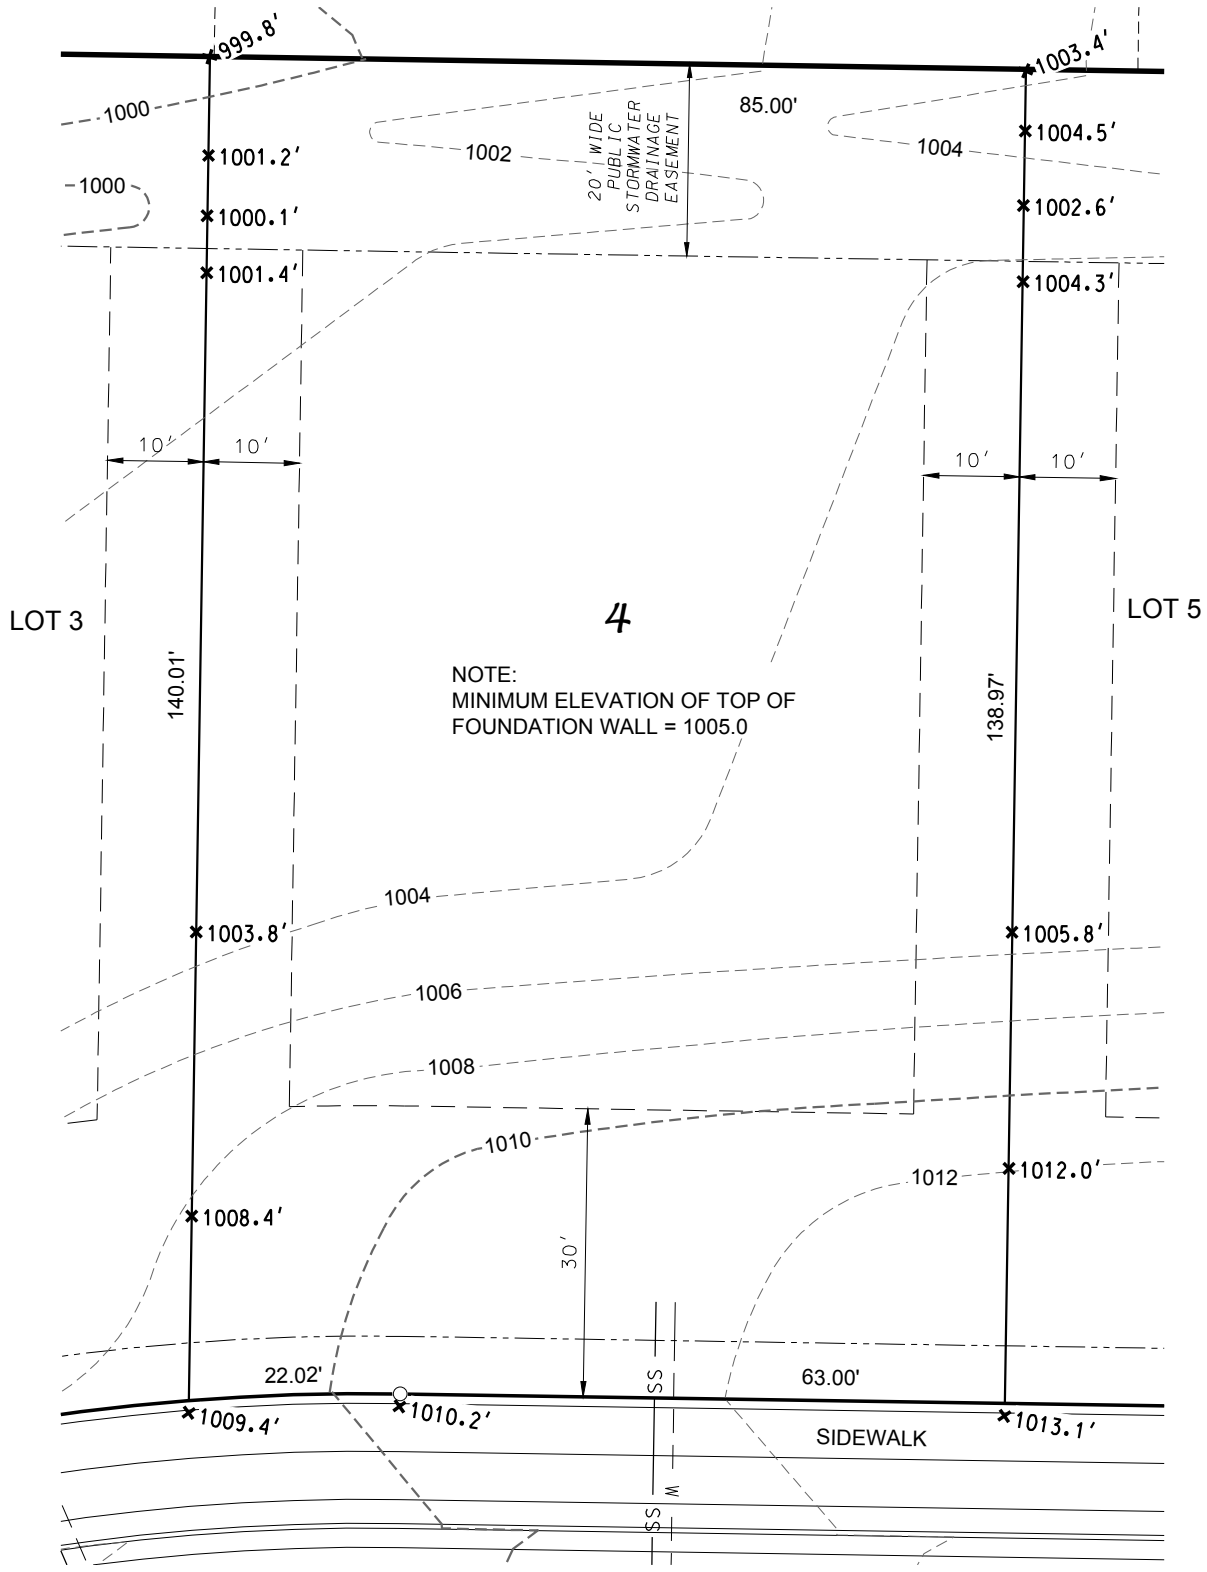 999.8'
1003.4'
1000
85.00'
20' WIDE
PUBLIC
STORMWATER
DRAINAGE
EASEMENT
1004.5'
1002
1004
1001.2'
1000
1000.1'
1002.6'
1001.4'
1004.3'
10'
10'
10'
10'
LOT 3
4
LOT 5
140.01'
138.97'
NOTE:
MINIMUM ELEVATION OF TOP OF
FOUNDATION WALL = 1005.0
1004
1003.8'
1005.8'
1006
1008
1010
1012
1012.0'
1008.4'
30'
22.02'
SS
63.00'
1009.4'
1010.2'
1013.1'
SIDEWALK
W
SS